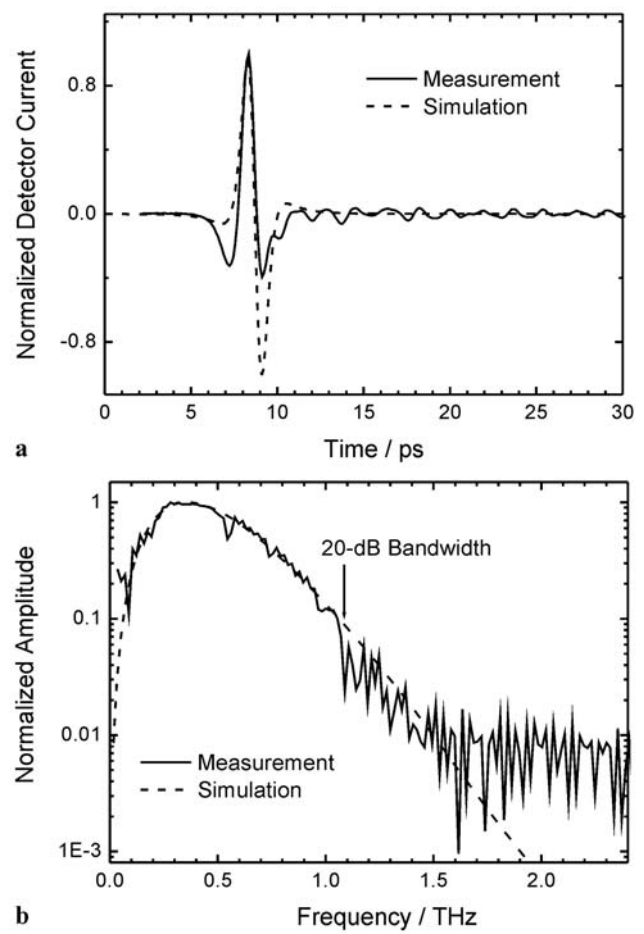 Normalized Detector Current
0.8
0.0
-0.8
Measurement
Simulation
0 5 10 15 20 25 30
Time / ps
a
Normalized Amplitude
1
0.1
0.01
1E-3
20-dB Bandwidth
Measurement
Simulation
0.0 0.5 1.0 1.5 2.0
Frequency / THz
b